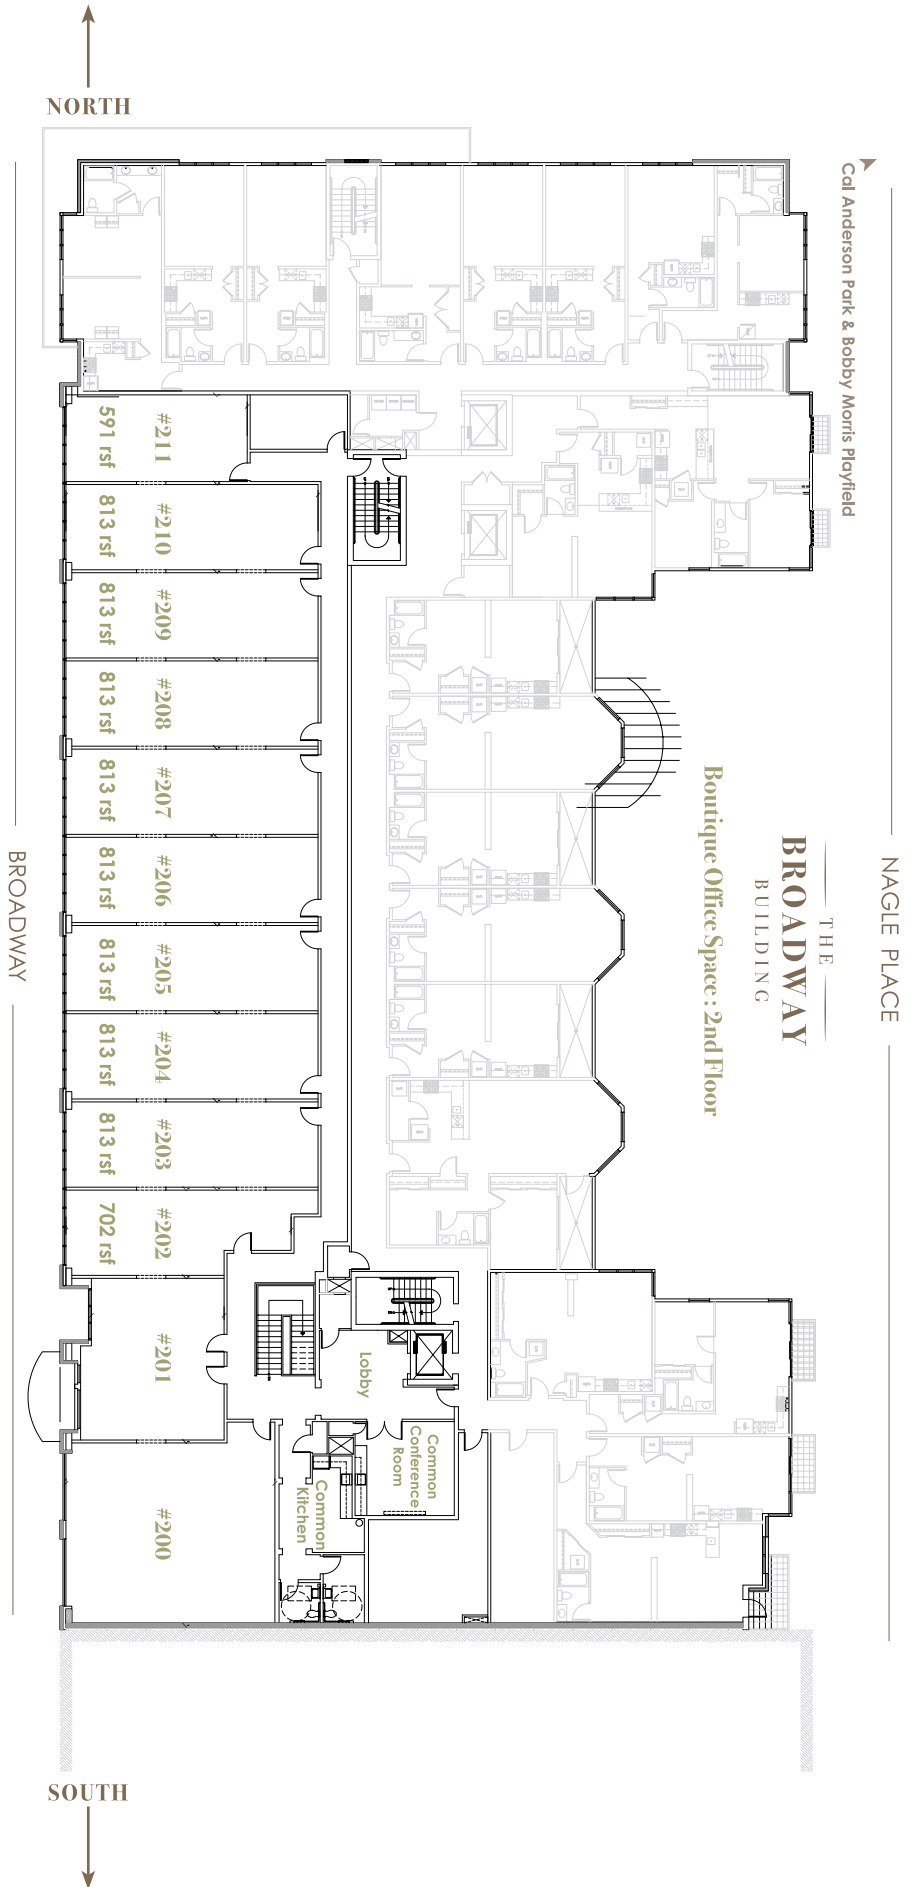 NORTH
Cal Anderson Park & Bobby Morris Playfield
NAGLE PLACE
THE
BROADWAY
BUILDING
Boutique Office Space : 2nd Floor
#211
591 rsf
#210
813 rsf
#209
813 rsf
#208
813 rsf
#207
813 rsf
#206
813 rsf
#205
813 rsf
#204
813 rsf
#203
813 rsf
#202
702 rsf
#201
Lobby
Common
Conference
Room
Common
Kitchen
#200
BROADWAY
SOUTH